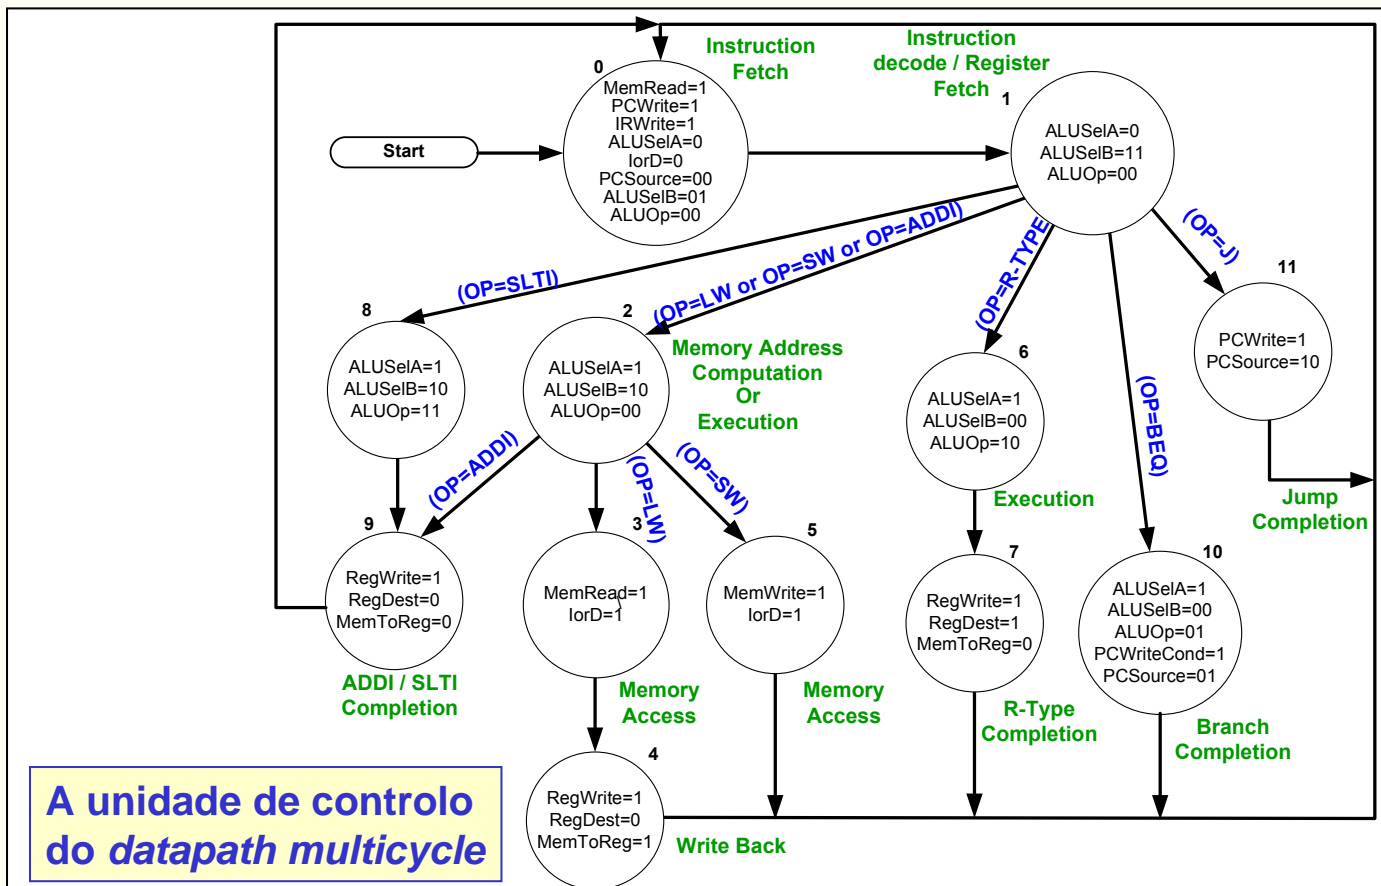 Instruction
Fetch
0
MemRead=1
PCWrite=1
IRWrite=1
ALUSelA=0
IorD=0
PCSource=00
ALUSelB=01
ALUOp=00
Start
Instruction
decode / Register
Fetch
1
ALUSelA=0
ALUSelB=11
ALUOp=00
(OP=SLTI)
(OP=LW or OP=SW or OP=ADDI)
(OP=R-TYPE
(OP=BEQ)
(OP=J)
8
ALUSelA=1
ALUSelB=10
ALUOp=11
2
ALUSelA=1
ALUSelB=10
ALUOp=00
Memory Address
Computation
Or
Execution
6
ALUSelA=1
ALUSelB=00
ALUOp=10
Execution
11
PCWrite=1
PCSource=10
Jump
Completion
(OP=ADDI)
(OP=LW)
(OP=SW)
9
RegWrite=1
RegDest=0
MemToReg=0
ADDI / SLTI
Completion
3
MemRead=1
IorD=1
Memory
Access
5
MemWrite=1
IorD=1
Memory
Access
7
RegWrite=1
RegDest=1
MemToReg=0
R-Type
Completion
10
ALUSelA=1
ALUSelB=00
ALUOp=01
PCWriteCond=1
PCSource=01
Branch
Completion
4
RegWrite=1
RegDest=0
MemToReg=1
Write Back
A unidade de controlo
do datapath multicycle